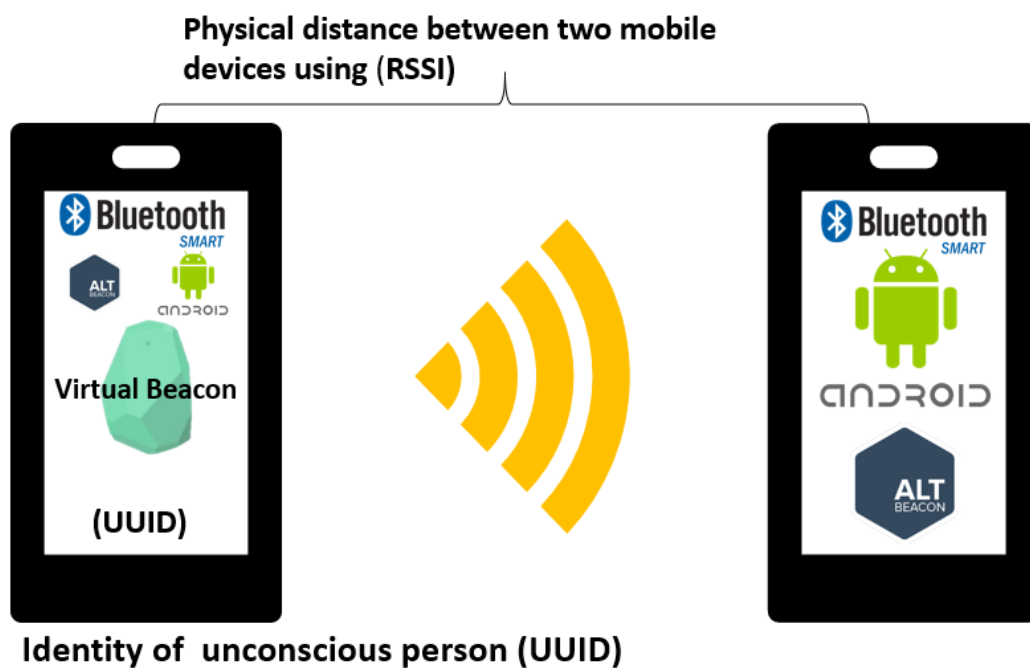 Physical distance between two mobile
devices using (RSSI)
Bluetooth
SMART
ALT
BEACON
ANDROID
Virtual Beacon
(UUID)
Bluetooth
SMART
ANDROID
ALT
BEACON
Identity of unconscious person (UUID)